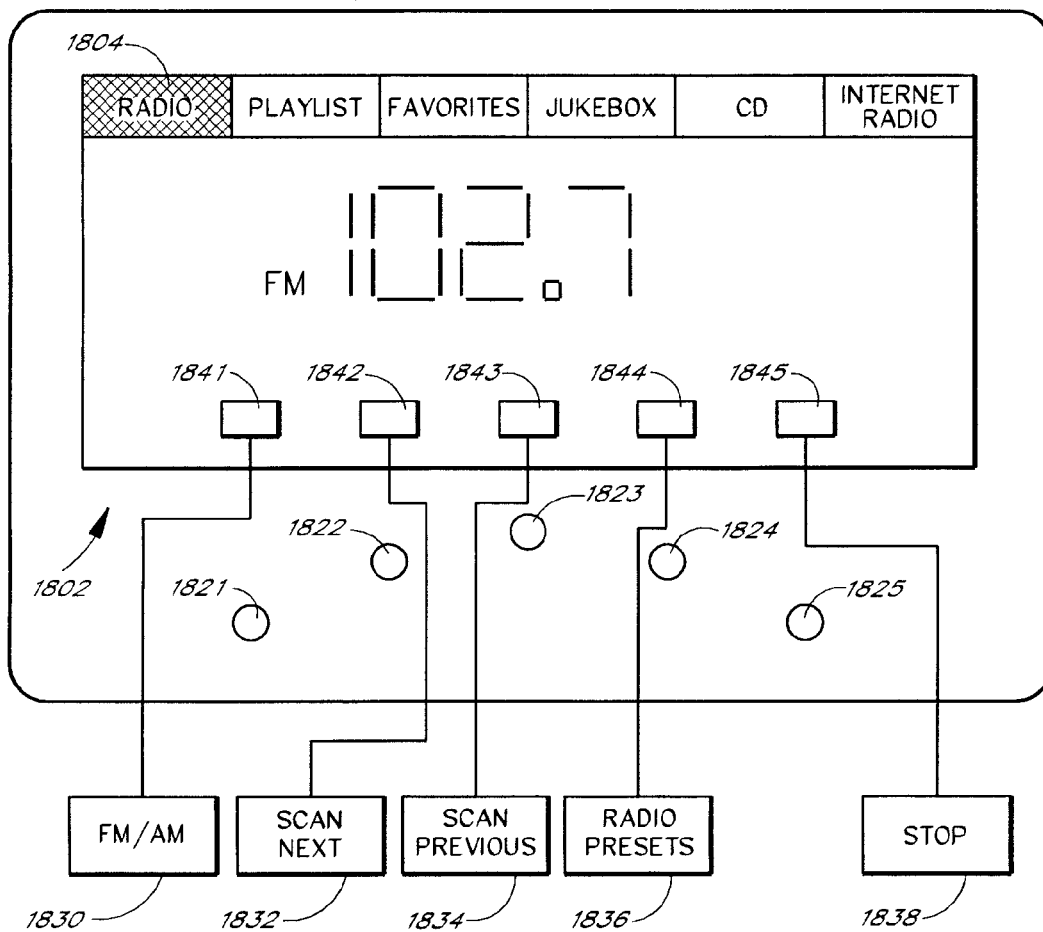 1804
RADIO PLAYLIST FAVORITES JUKEBOX CD INTERNET RADIO
FM 102.7
1841 1842 1843 1844 1845
1823
1822 1824
1802 1821 1825
FM/AM SCAN NEXT SCAN PREVIOUS RADIO PRESETS STOP
1830 1832 1834 1836 1838